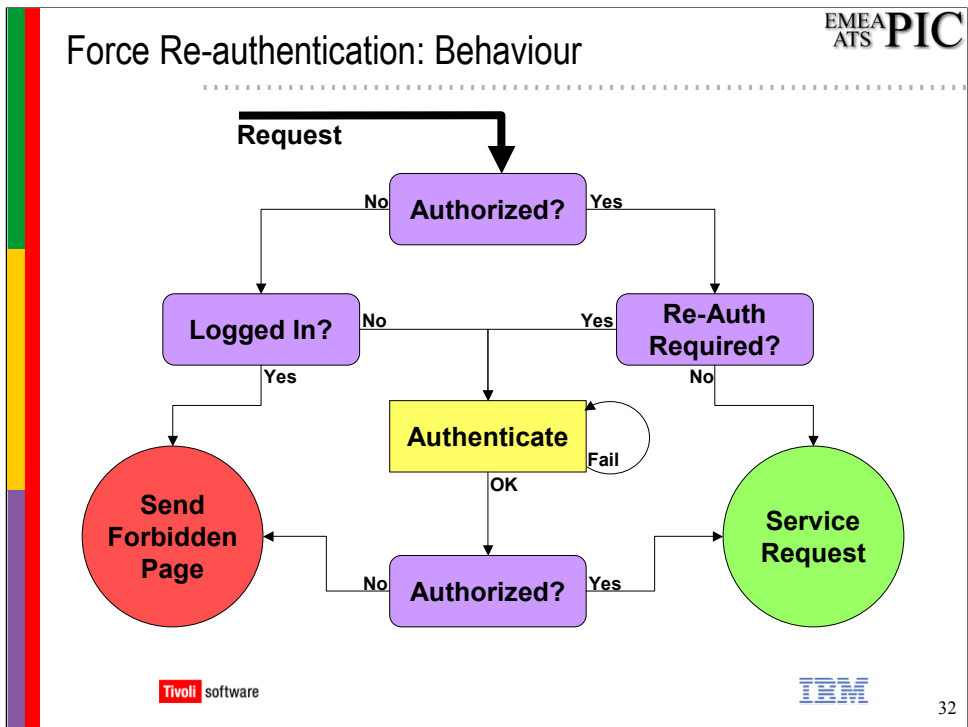 Force Re-authentication: Behaviour
EMEA
ATS PIC
Request
No
Authorized?
Yes
Logged In?
No
Yes
Re-Auth
Required?
Yes
No
Authenticate
Fail
OK
Send
Forbidden
Page
Service
Request
No
Authorized?
Yes
Tivoli software
IBM
32